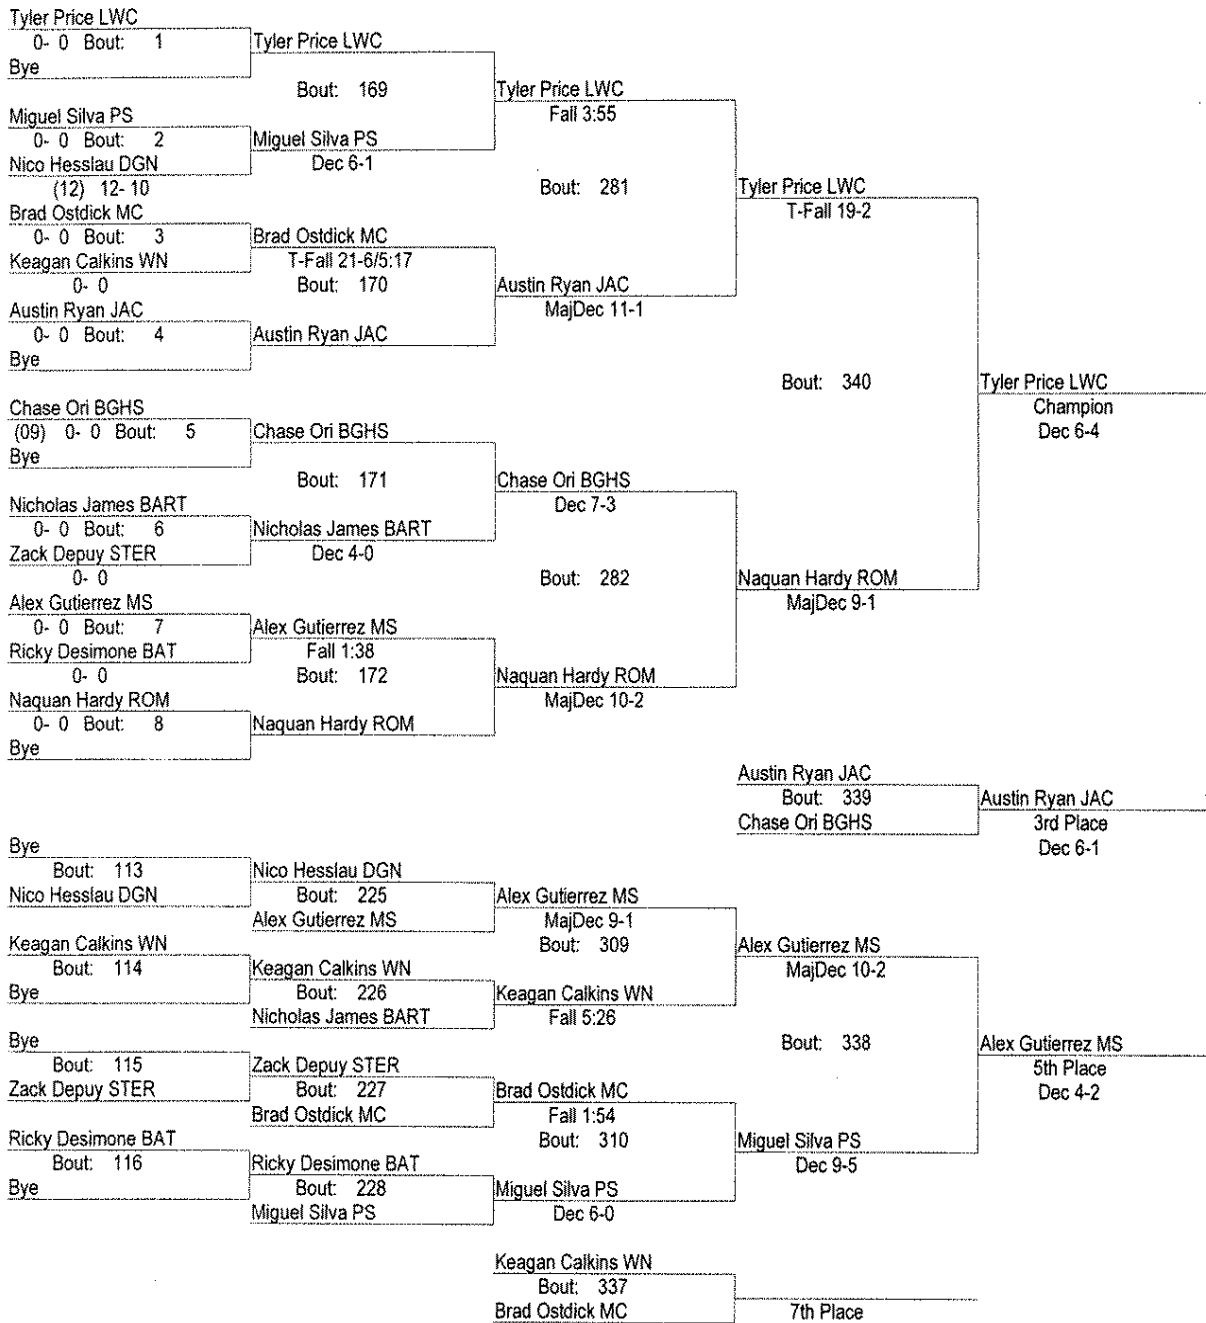 Tyler Price LWC
0- 0 Bout: 1
Bye
Tyler Price LWC
Bout: 169
Miguel Silva PS
0- 0 Bout: 2
Nico Hesslau DGN
(12) 12- 10
Miguel Silva PS
Dec 6-1
Tyler Price LWC
Fall 3:55
Bout: 281
Brad Ostdick MC
0- 0 Bout: 3
Keagan Calkins WN
0- 0
Brad Ostdick MC
T-Fall 21-6/5:17
Bout: 170
Austin Ryan JAC
0- 0 Bout: 4
Bye
Austin Ryan JAC
Austin Ryan JAC
MajDec 11-1
Tyler Price LWC
T-Fall 19-2
Bout: 340
Tyler Price LWC
Champion
Dec 6-4
Chase Ori BGHS
(09) 0- 0 Bout: 5
Bye
Chase Ori BGHS
Bout: 171
Nicholas James BART
0- 0 Bout: 6
Zack Depuy STER
0- 0
Nicholas James BART
Dec 4-0
Chase Ori BGHS
Dec 7-3
Bout: 282
Alex Gutierrez MS
0- 0 Bout: 7
Ricky Desimone BAT
0- 0
Alex Gutierrez MS
Fall 1:38
Bout: 172
Naquan Hardy ROM
0- 0 Bout: 8
Bye
Naquan Hardy ROM
Naquan Hardy ROM
MajDec 10-2
Naquan Hardy ROM
MajDec 9-1
Austin Ryan JAC
Bout: 339
Chase Ori BGHS
Austin Ryan JAC
3rd Place
Dec 6-1
Bye
Bout: 113
Nico Hesslau DGN
Nico Hesslau DGN
Bout: 225
Alex Gutierrez MS
Alex Gutierrez MS
MajDec 9-1
Bout: 309
Keagan Calkins WN
Bout: 114
Bye
Keagan Calkins WN
Bout: 226
Nicholas James BART
Keagan Calkins WN
Fall 5:26
Alex Gutierrez MS
MajDec 10-2
Bout: 338
Bye
Bout: 115
Zack Depuy STER
Zack Depuy STER
Bout: 227
Brad Ostdick MC
Brad Ostdick MC
Fall 1:54
Bout: 310
Ricky Desimone BAT
Bout: 116
Bye
Ricky Desimone BAT
Bout: 228
Miguel Silva PS
Miguel Silva PS
Dec 6-0
Miguel Silva PS
Dec 9-5
Alex Gutierrez MS
5th Place
Dec 4-2
Keagan Calkins WN
Bout: 337
Brad Ostdick MC
7th Place